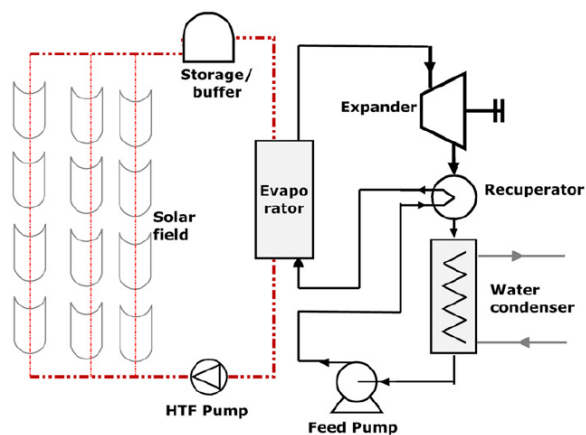 Storage/
buffer
Expander
Evapo
rator
Recuperator
Solar
field
Water
condenser
HTF Pump
Feed Pump